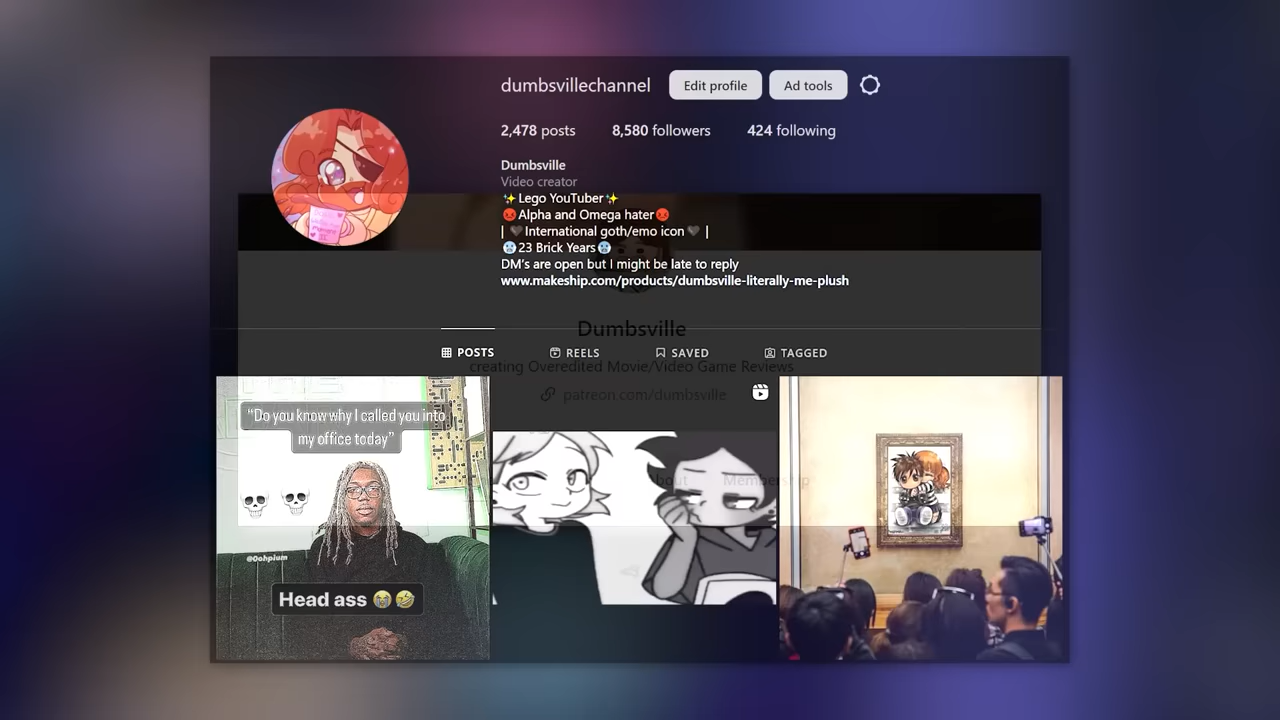 dumbsvillechannel Edit profile Ad tools
2,478 posts 8,580 followers 424 following
Dumbsville
Video creator
✨Lego YouTuber✨
😡Alpha and Omega hater😡
| 🖤International goth/emo icon🖤 |
🥶23 Brick Years🥶
DM's are open but I might be late to reply
www.makeship.com/products/dumbsville-literally-me-plush
Dumbsville
POSTS REELS SAVED TAGGED
creating Overedited Movie/Video Game Reviews
patreon.com/dumbsville
"Do you know why I called you into
my office today"
About Membership
@Oohpium
Head ass 😭🤣